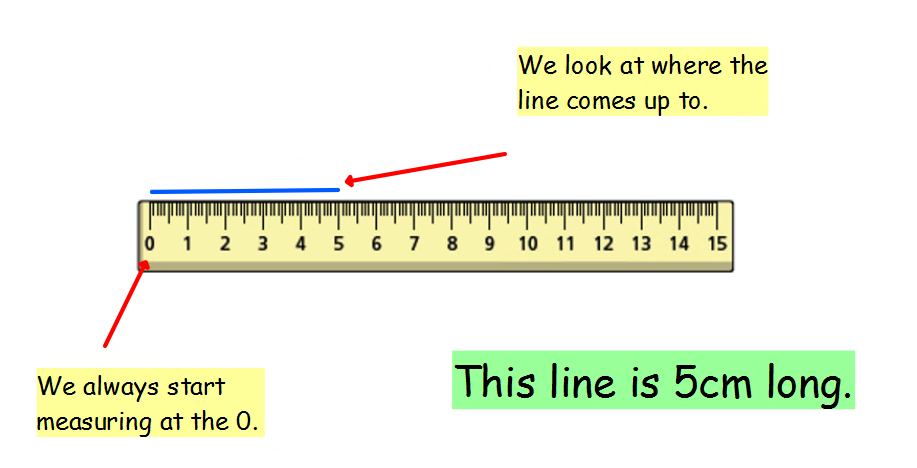 We look at where the
line comes up to.
0 1 2 3 4 5 6 7 8 9 10 11 12 13 14 15
We always start
measuring at the 0.
This line is 5cm long.